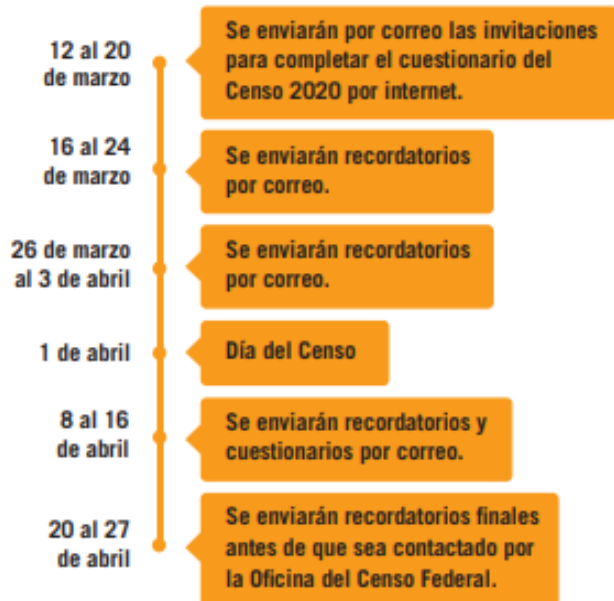 12 al 20
de marzo
Se enviarán por correo las invitaciones
para completar el cuestionario del
Censo 2020 por internet.
16 al 24
de marzo
Se enviarán recordatorios
por correo.
26 de marzo
al 3 de abril
Se enviarán recordatorios
por correo.
1 de abril
Día del Censo
8 al 16
de abril
Se enviarán recordatorios y
cuestionarios por correo.
20 al 27
de abril
Se enviarán recordatorios finales
antes de que sea contactado por
la Oficina del Censo Federal.